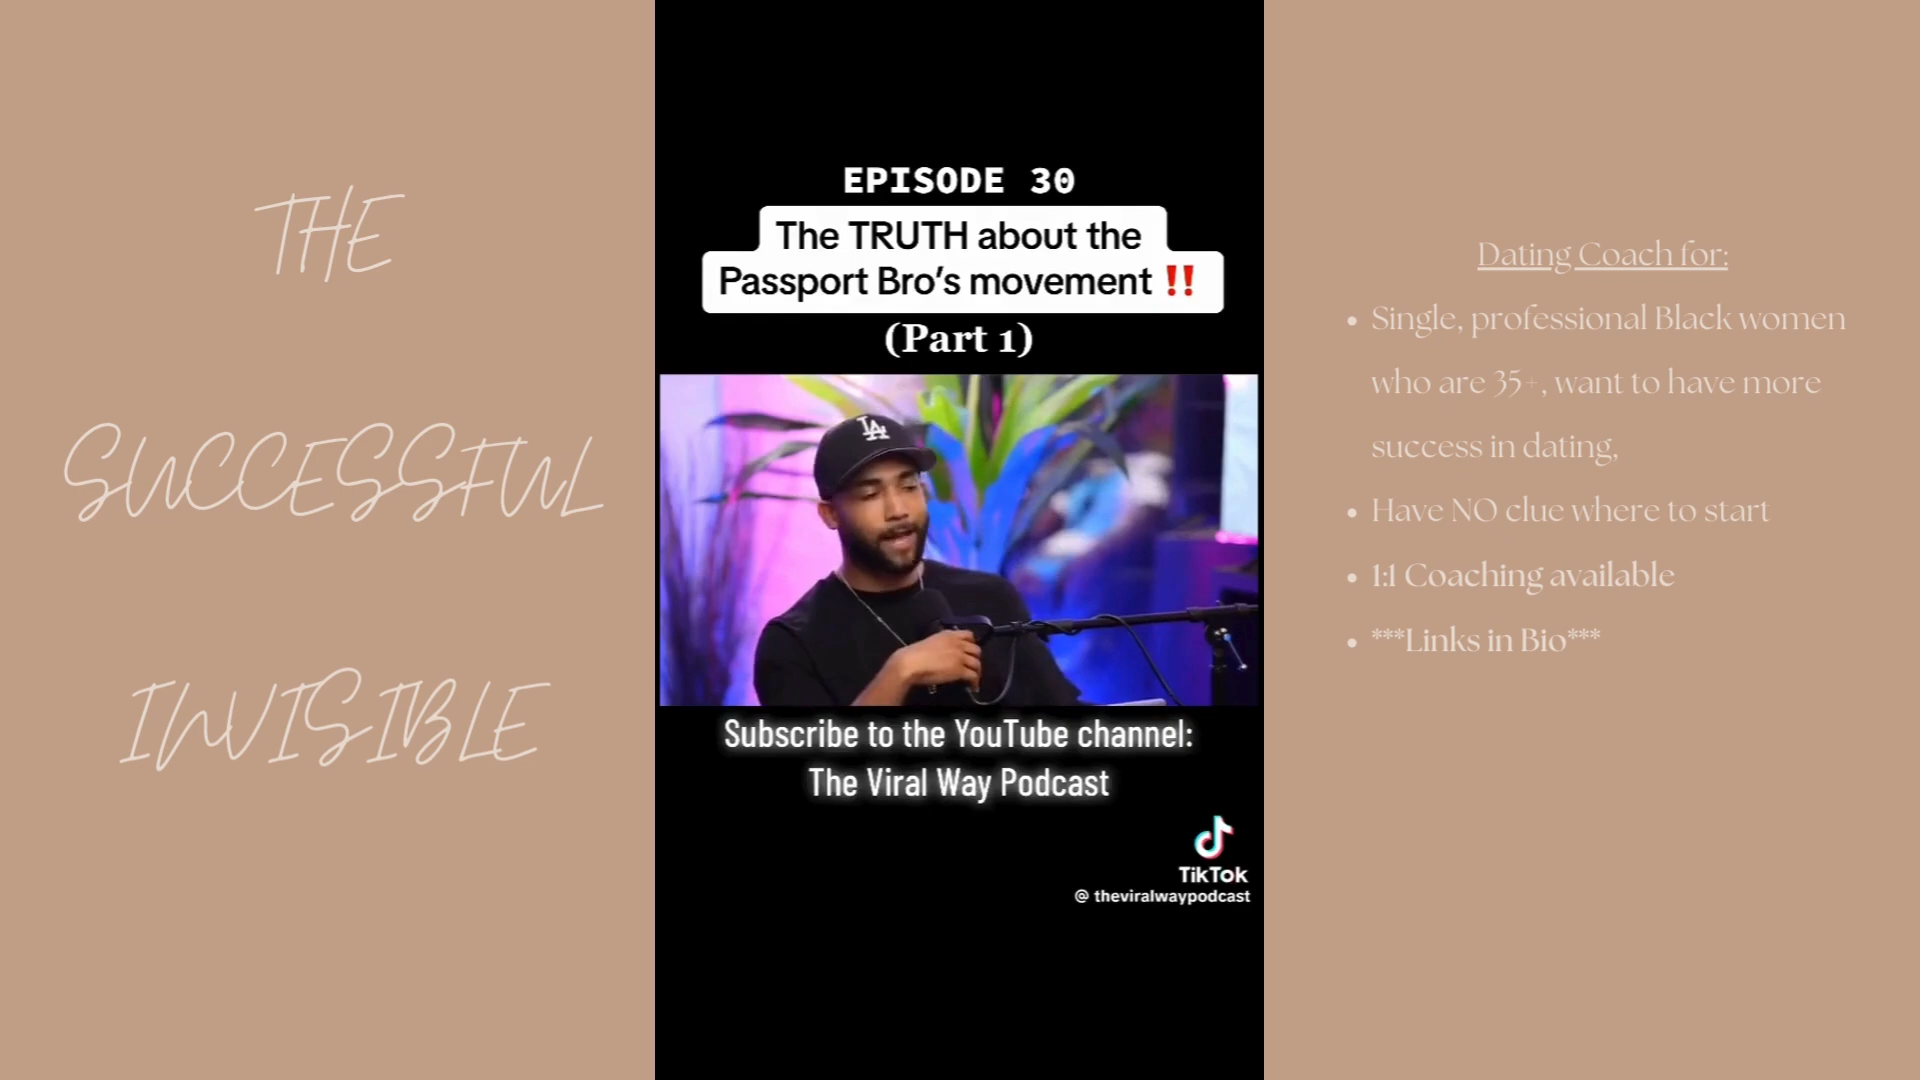 THE
SUCCESSFUL
INVISIBLE
EPISODE 30
The TRUTH about the
Passport Bro’s movement ‼️
(Part 1)
LA
Subscribe to the YouTube channel:
The Viral Way Podcast
TikTok
@ theviralwaypodcast
Dating Coach for:
• Single, professional Black women
who are 35+, want to have more
success in dating,
• Have NO clue where to start
• 1:1 Coaching available
• ***Links in Bio***